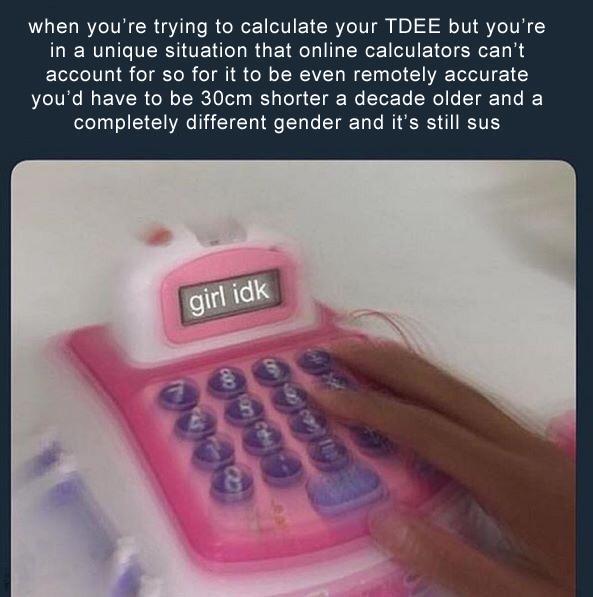 when you're trying to calculate your TDEE but you're
in a unique situation that online calculators can't
account for so for it to be even remotely accurate
you'd have to be 30cm shorter a decade older and a
completely different gender and it's still sus
girl idk